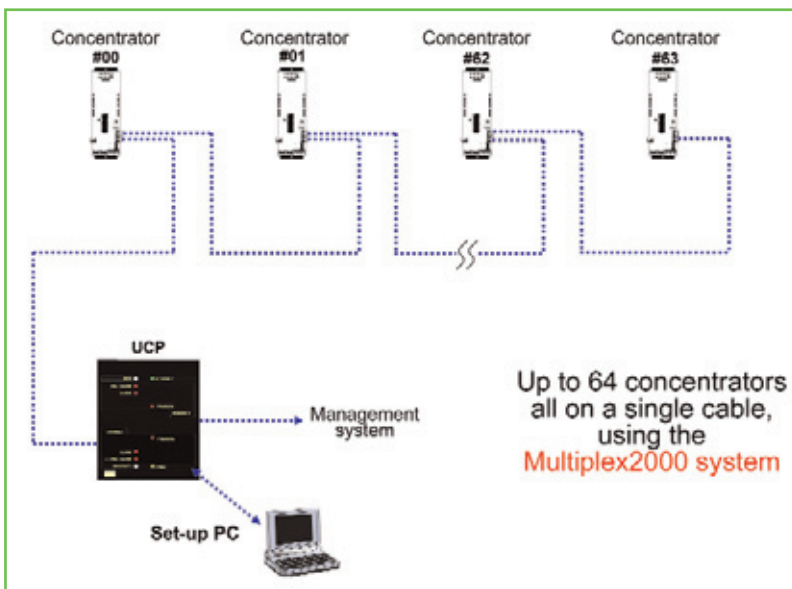 Concentrator
#00
Concentrator
#01
Concentrator
#62
Concentrator
#63
UCP
Management
system
Set-up PC
Up to 64 concentrators
all on a single cable,
using the
Multiplex2000 system